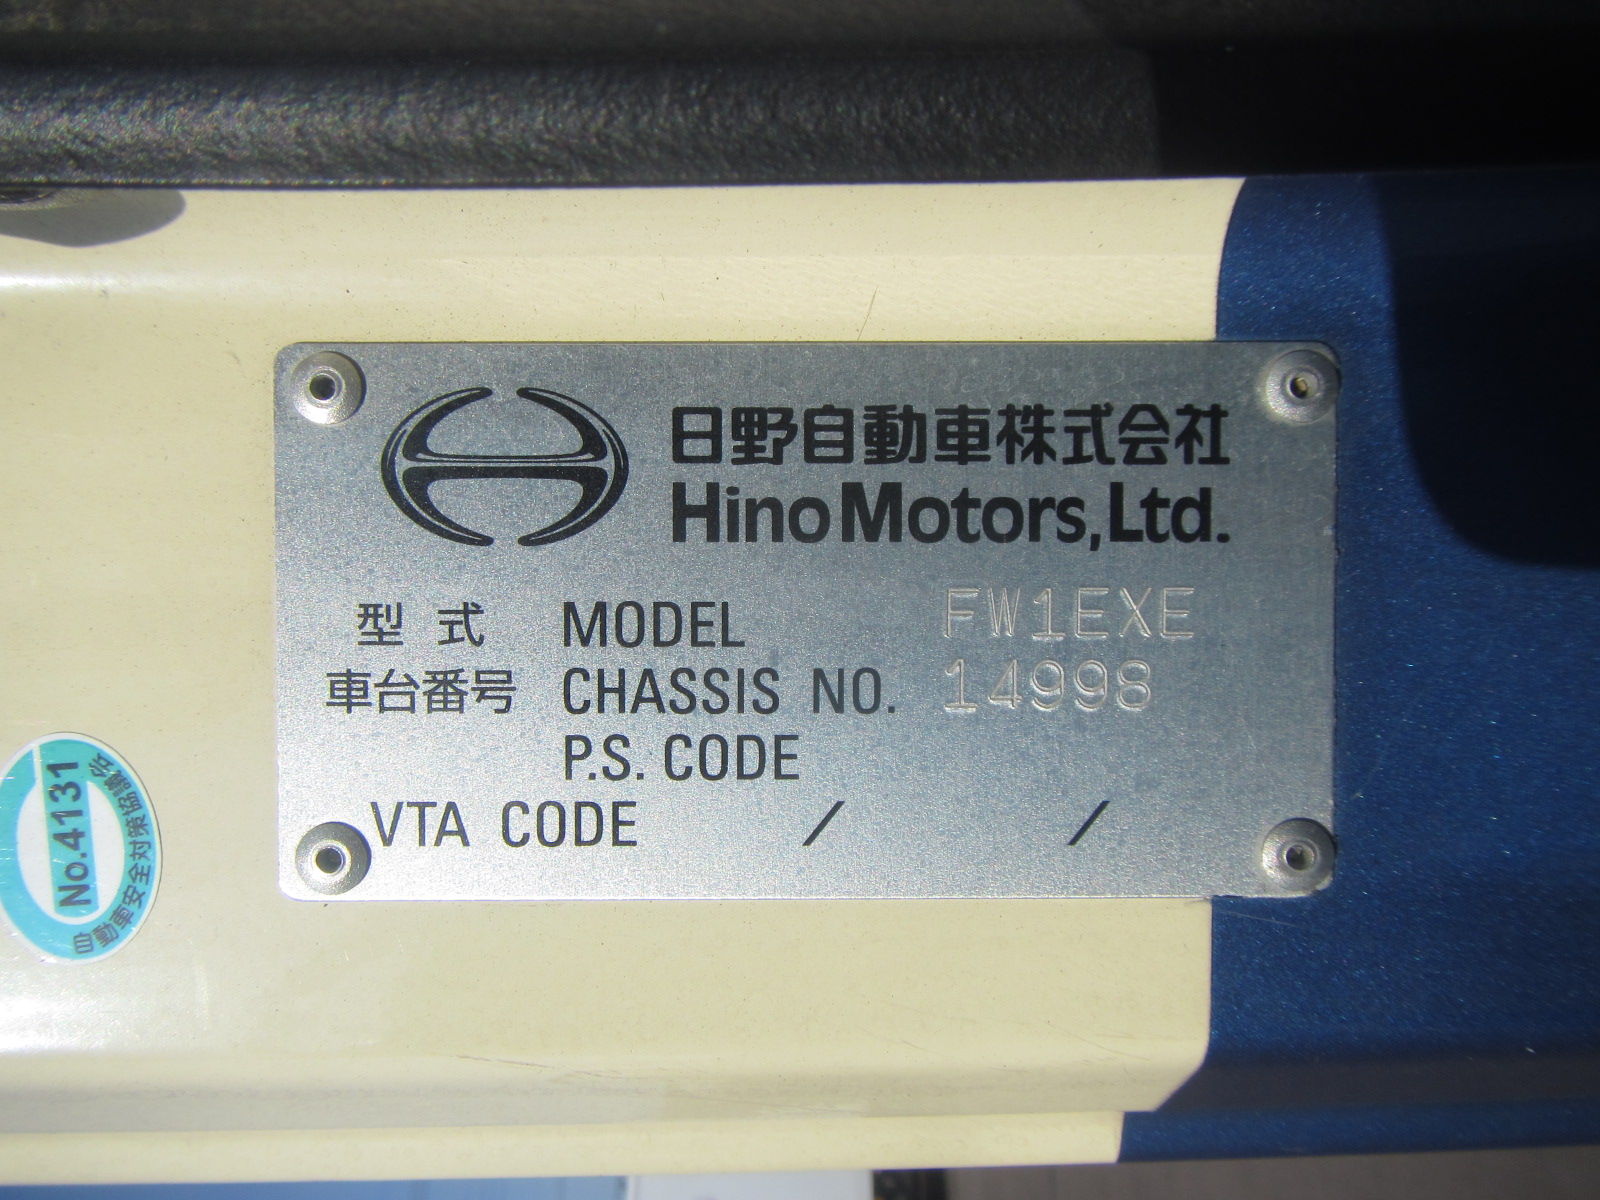 日野自動車株式会社
Hino Motors, Ltd.
型式 MODEL FW1EXE
車台番号 CHASSIS NO. 14998
P.S. CODE
VTA CODE / /
No.4131
自動車安全対策協議会